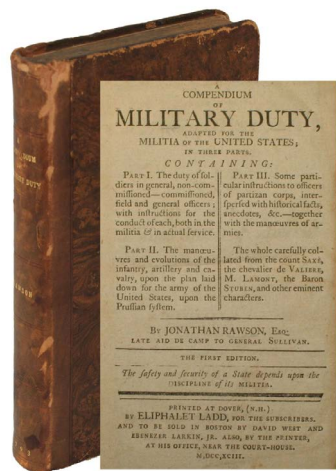 DUTY
A
COMPENDIUM
OF
MILITARY DUTY,
ADAPTED FOR THE
MILITIA OF THE UNITED STATES;
IN THREE PARTS.
CONTAINING:
PART I. The duty of sol-
diers in general, non-com-
missioned—commissioned,
field and general officers;
with instructions for the
conduct of each, both in the
militia & in actual service.
PART II. The manœu-
vres and evolutions of the
infantry, artillery and ca-
valry, upon the plan laid
down for the army of the
United States, upon the
Prussian system.
PART III. Some parti-
cular instructions to officers
of partizan corps, inter-
spersed with historical facts,
anecdotes, &c.—together
with the manœuvres of ar-
mies.
The whole carefully col-
lated from the count SAXE,
the chevalier de VALIERE,
M. LAMONT, the Baron
STUBEN, and other eminent
characters.
BY JONATHAN RAWSON, Esq;
LATE AID DE CAMP TO GENERAL SULLIVAN.
THE FIRST EDITION.
The safety and security of a State depends upon the
DISCIPLINE of its MILITIA.
PRINTED AT DOVER, (N.H.)
BY ELIPHALET LADD, FOR THE SUBSCRIBERS,
AND TO BE SOLD IN BOSTON BY DAVID WEST AND
EBENEZER LARKIN, JR. ALSO, BY THE PRINTER,
AT HIS OFFICE, NEAR THE COURT-HOUSE.
M,DCC,XCIII.